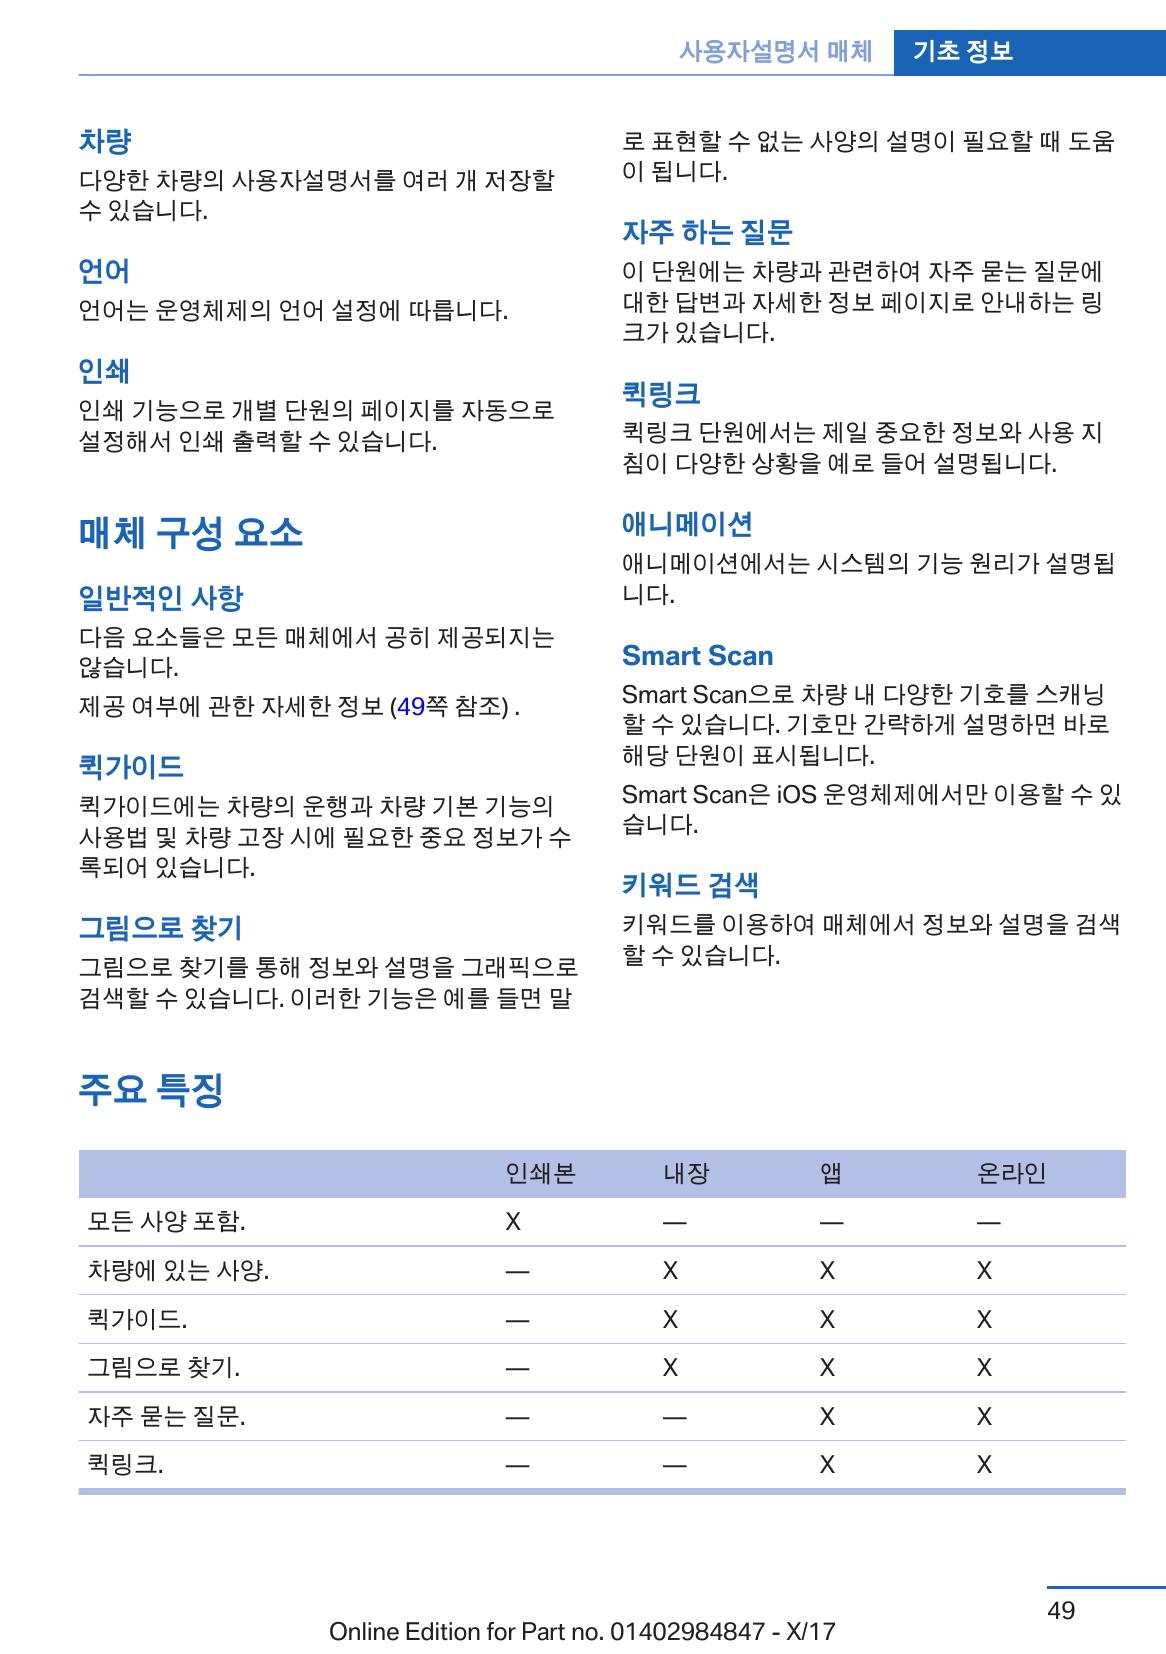 사용자설명서 매체 기초 정보
차량
다양한 차량의 사용자설명서를 여러 개 저장할
수 있습니다.
언어
언어는 운영체제의 언어 설정에 따릅니다.
인쇄
인쇄 기능으로 개별 단원의 페이지를 자동으로
설정해서 인쇄 출력할 수 있습니다.
매체 구성 요소
일반적인 사항
다음 요소들은 모든 매체에서 공히 제공되지는
않습니다.
제공 여부에 관한 자세한 정보 (49쪽 참조) .
퀵가이드
퀵가이드에는 차량의 운행과 차량 기본 기능의
사용법 및 차량 고장 시에 필요한 중요 정보가 수
록되어 있습니다.
그림으로 찾기
그림으로 찾기를 통해 정보와 설명을 그래픽으로
검색할 수 있습니다. 이러한 기능은 예를 들면 말
로 표현할 수 없는 사양의 설명이 필요할 때 도움
이 됩니다.
자주 하는 질문
이 단원에는 차량과 관련하여 자주 묻는 질문에
대한 답변과 자세한 정보 페이지로 안내하는 링
크가 있습니다.
퀵링크
퀵링크 단원에서는 제일 중요한 정보와 사용 지
침이 다양한 상황을 예로 들어 설명됩니다.
애니메이션
애니메이션에서는 시스템의 기능 원리가 설명됩
니다.
Smart Scan
Smart Scan으로 차량 내 다양한 기호를 스캐닝
할 수 있습니다. 기호만 간략하게 설명하면 바로
해당 단원이 표시됩니다.
Smart Scan은 iOS 운영체제에서만 이용할 수 있
습니다.
키워드 검색
키워드를 이용하여 매체에서 정보와 설명을 검색
할 수 있습니다.
주요 특징
인쇄본 내장 앱 온라인
모든 사양 포함. X — — —
차량에 있는 사양. — X X X
퀵가이드. — X X X
그림으로 찾기. — X X X
자주 묻는 질문. — — X X
퀵링크. — — X X
49
Online Edition for Part no. 01402984847 - X/17